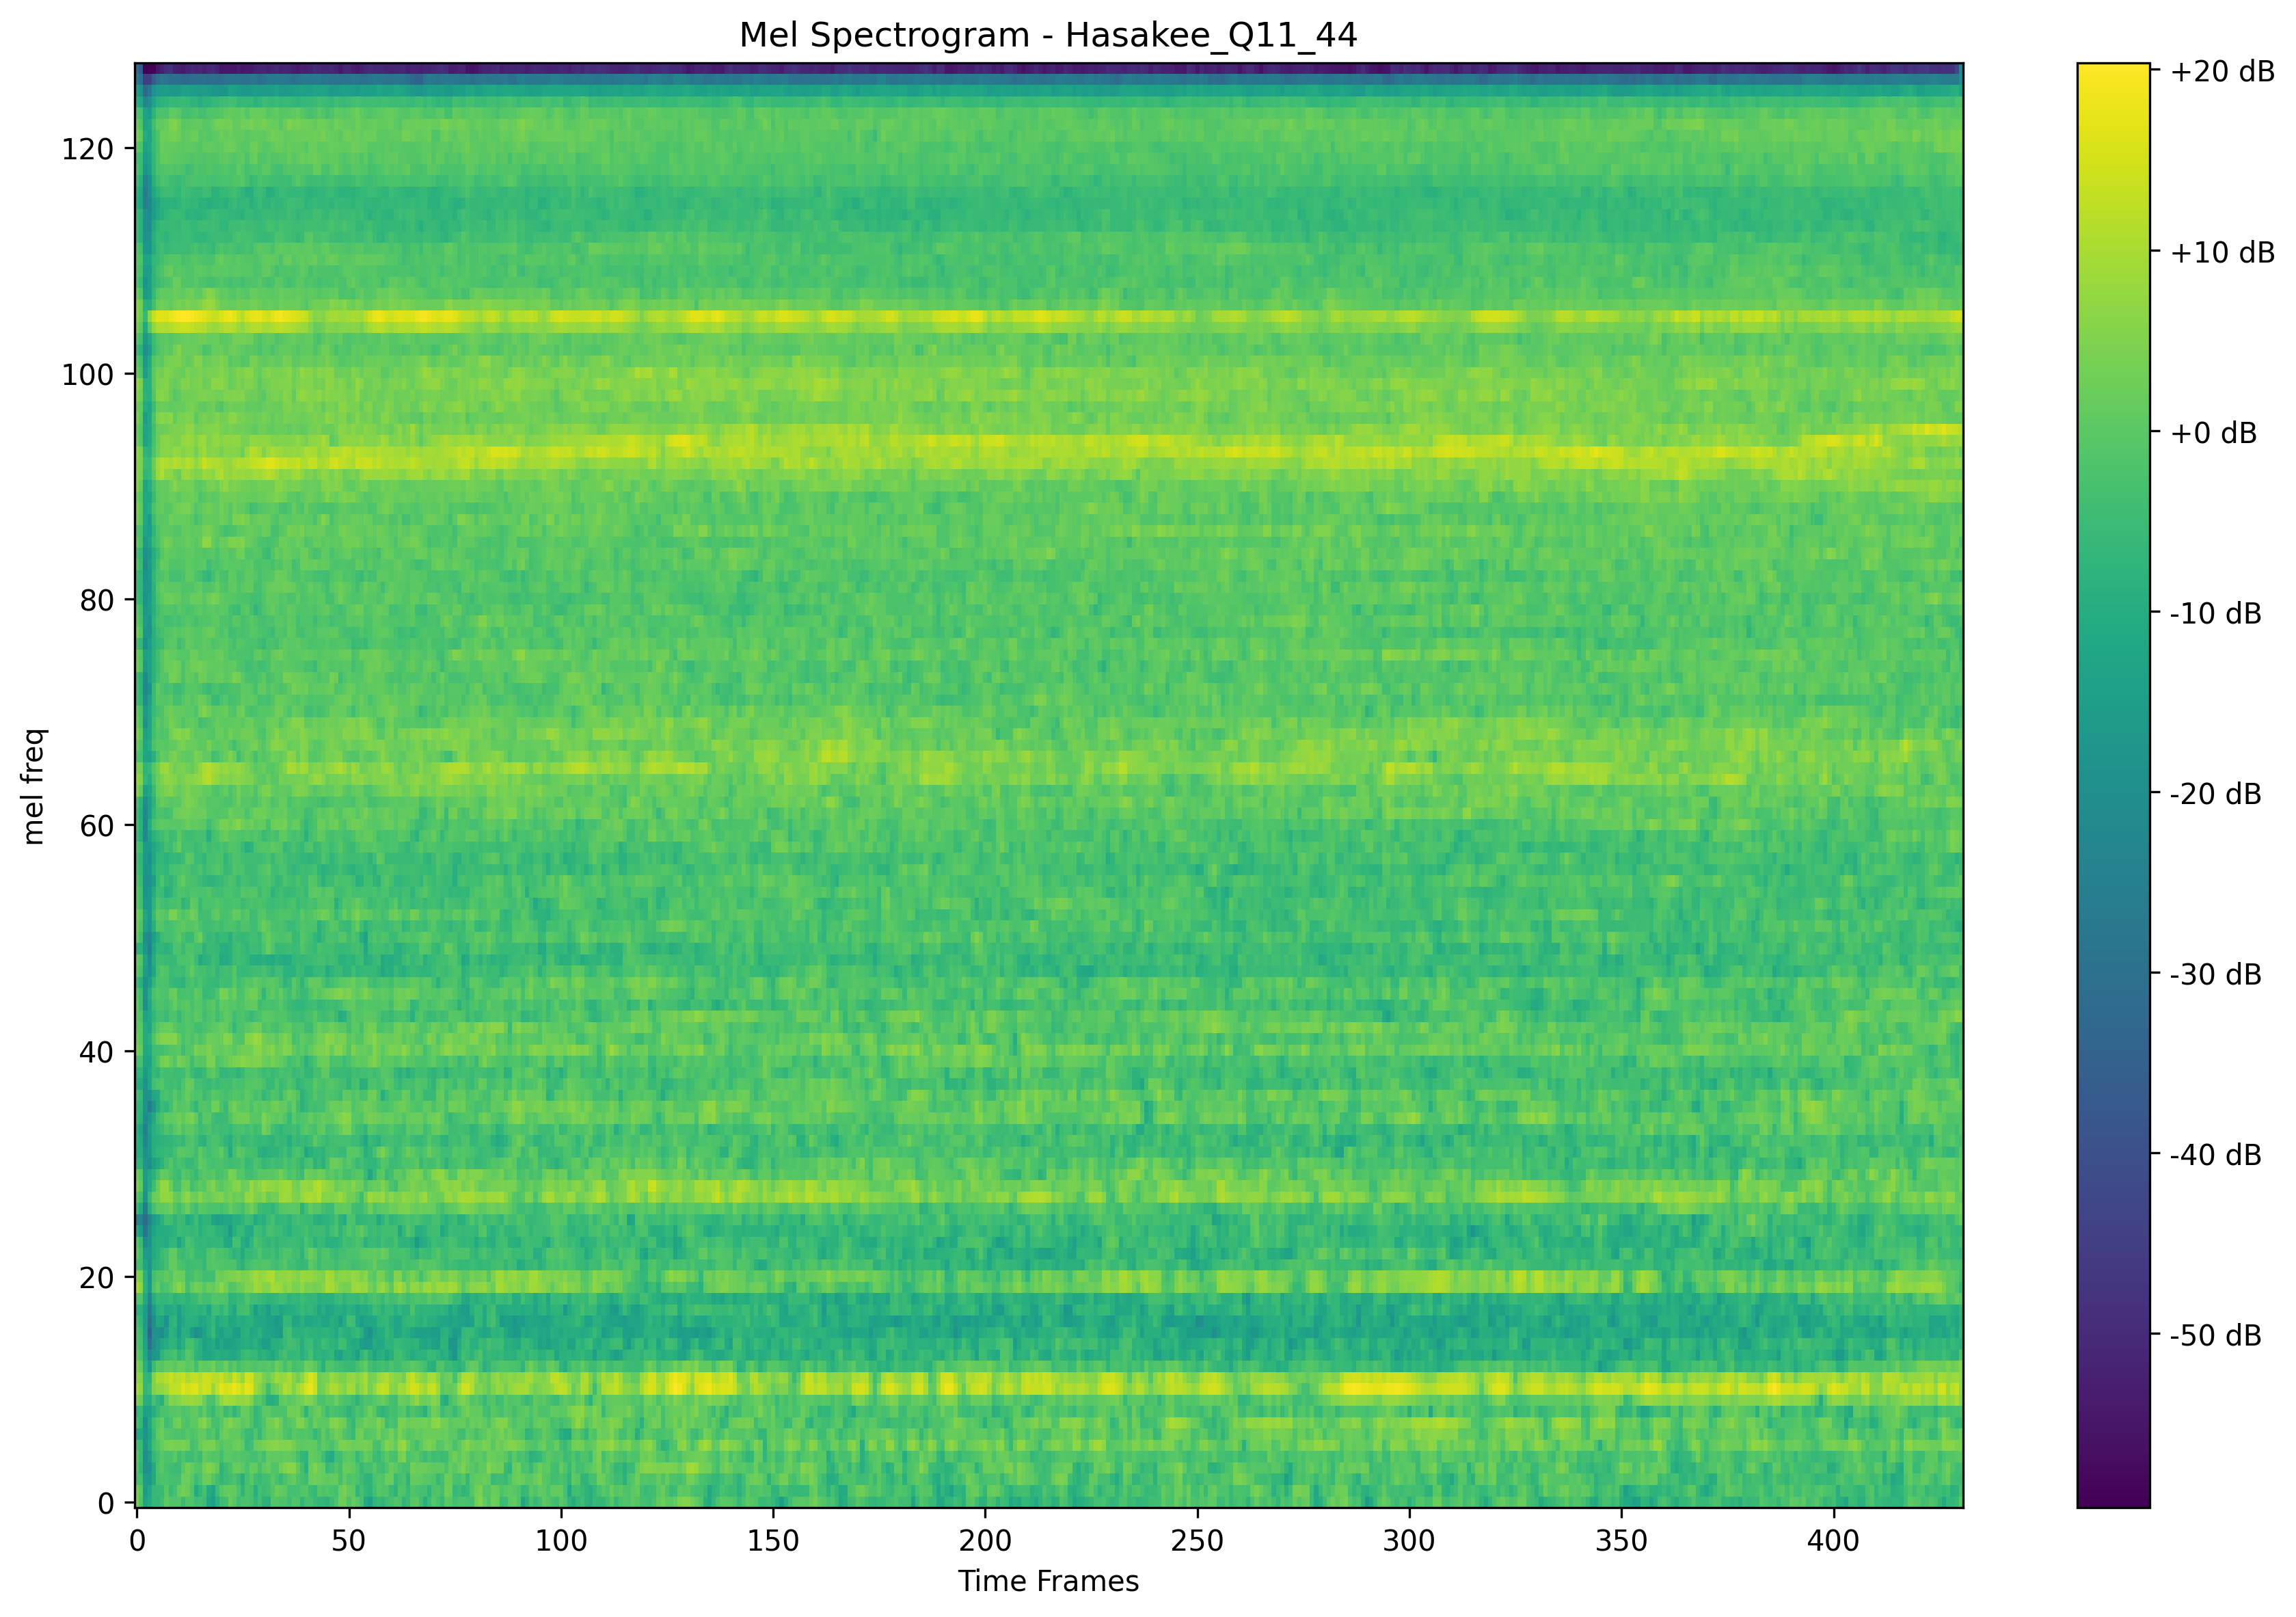 Mel Spectrogram - Hasakee_Q11_44
mel freq
120
100
80
60
40
20
0
0 50 100 150 200 250 300 350 400
Time Frames
+20 dB
+10 dB
+0 dB
-10 dB
-20 dB
-30 dB
-40 dB
-50 dB